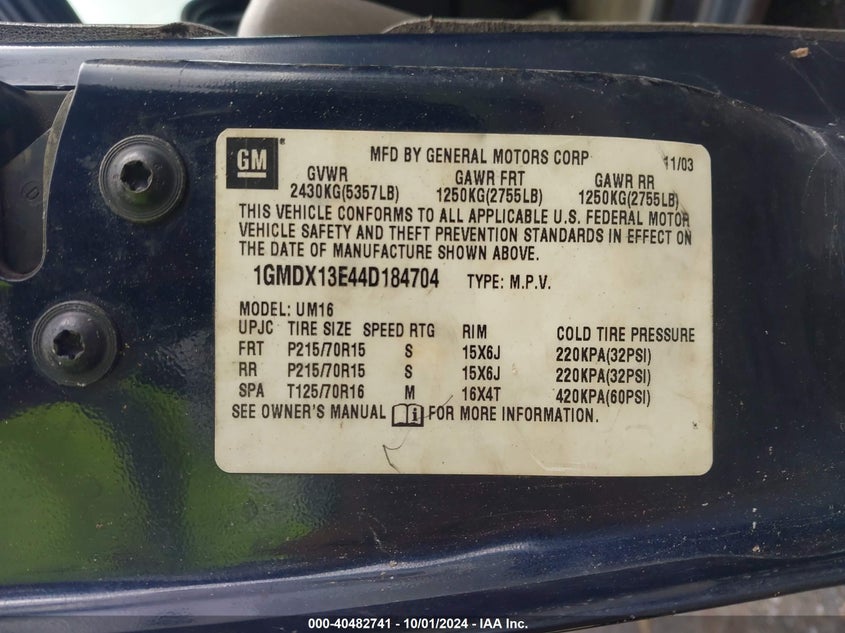 GM ®
MFD BY GENERAL MOTORS CORP 11/03
GVWR GAWR FRT GAWR RR
2430KG(5357LB) 1250KG(2755LB) 1250KG(2755LB)
THIS VEHICLE CONFORMS TO ALL APPLICABLE U.S. FEDERAL MOTOR
VEHICLE SAFETY AND THEFT PREVENTION STANDARDS IN EFFECT ON
THE DATE OF MANUFACTURE SHOWN ABOVE.
1GMDX13E44D184704 TYPE: M.P.V.
MODEL: UM16
UPJC TIRE SIZE SPEED RTG RIM COLD TIRE PRESSURE
FRT P215/70R15 S 15X6J 220KPA(32PSI)
RR P215/70R15 S 15X6J 220KPA(32PSI)
SPA T125/70R16 M 16X4T 420KPA(60PSI)
SEE OWNER'S MANUAL FOR MORE INFORMATION.
000-40482741 - 10/01/2024 - IAA Inc.